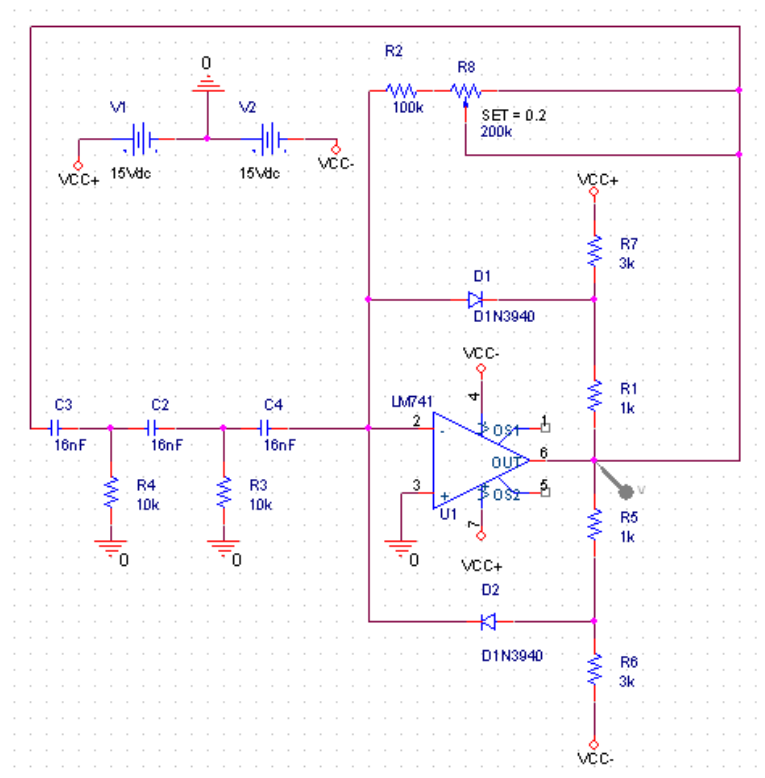 0
V1
V2
15Vdc
15Vdc
VCC+
VCC-
R2
100k
R8
SET = 0.2
200k
VCC+
R7
3k
D1
D1N3940
VCC-
4
R1
1k
C3
16nF
C2
16nF
C4
16nF
LM741
2
-
OS1
1
OUT
6
3
+
OS2
5
U1
7
V
R4
10k
R3
10k
0
0
0
VCC+
R5
1k
D2
D1N3940
R6
3k
VCC-